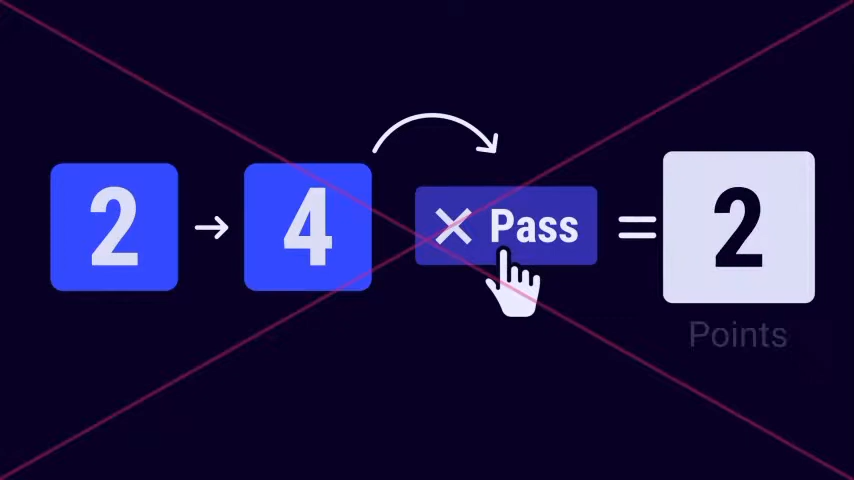 2 → 4 × Pass = 2
Points